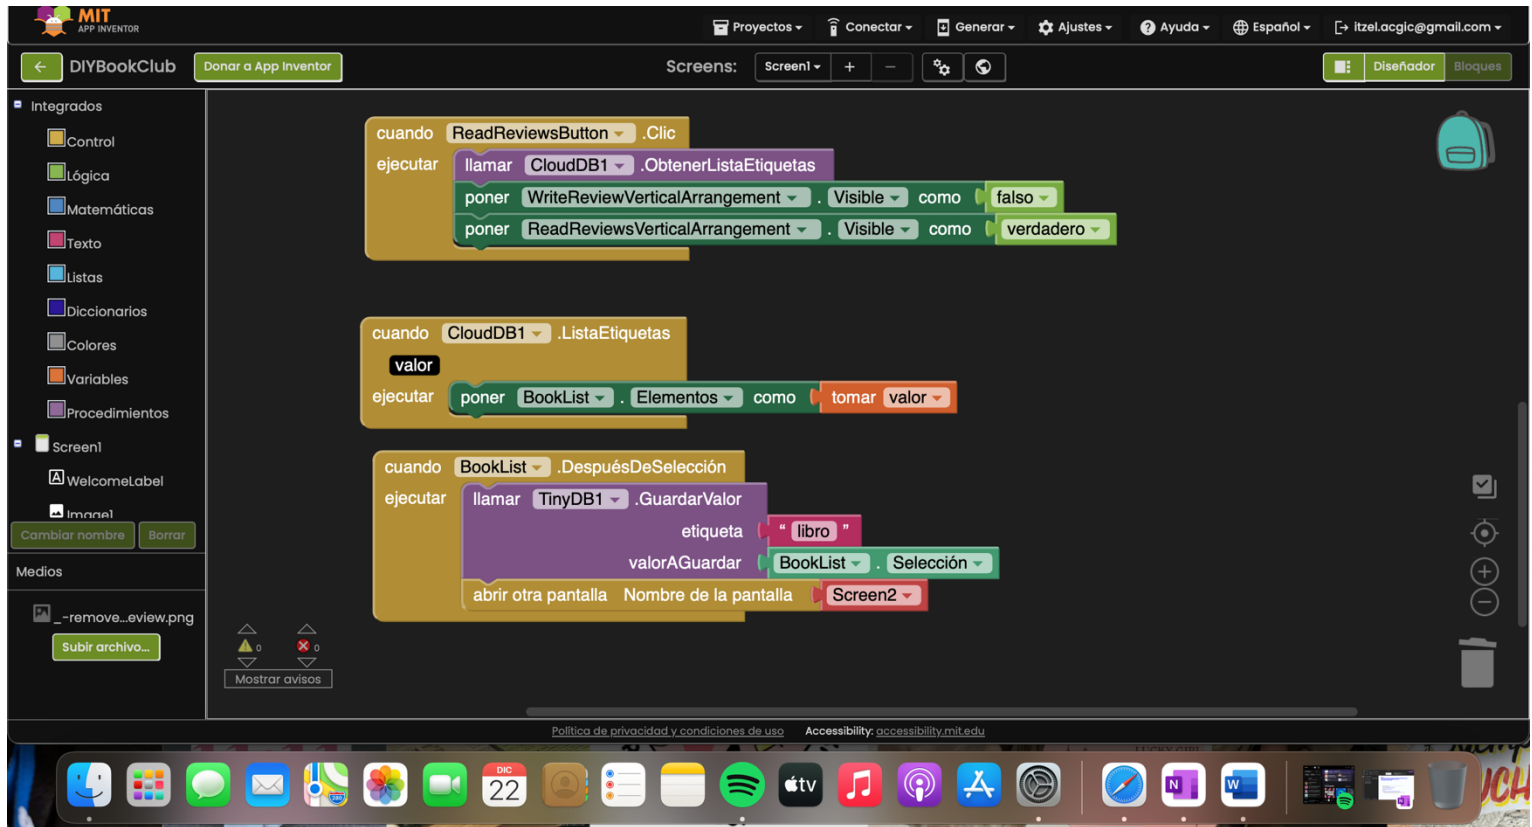 MIT
APP INVENTOR
Proyectos
Conectar
Generar
Ajustes
Ayuda
Español
itzel.acgic@gmail.com
DIYBookClub
Donar a App Inventor
Screens:
Screen1
+
−
Diseñador
Bloques
Integrados
Control
Lógica
Matemáticas
Texto
Listas
Diccionarios
Colores
Variables
Procedimientos
Screen1
WelcomeLabel
Image1
Cambiar nombre
Borrar
Medios
_-remove...eview.png
Subir archivo...
cuando ReadReviewsButton .Clic
ejecutar llamar CloudDB1 .ObtenerListaEtiquetas
poner WriteReviewVerticalArrangement . Visible como falso
poner ReadReviewsVerticalArrangement . Visible como verdadero
cuando CloudDB1 .ListaEtiquetas
valor
ejecutar poner BookList . Elementos como tomar valor
cuando BookList .DespuésDeSelección
ejecutar llamar TinyDB1 .GuardarValor
etiqueta “ libro ”
valorAGuardar BookList . Selección
abrir otra pantalla Nombre de la pantalla Screen2
0 0
Mostrar avisos
Política de privacidad y condiciones de uso Accessibility: accessibility.mit.edu
DIC
22
tv
N
W